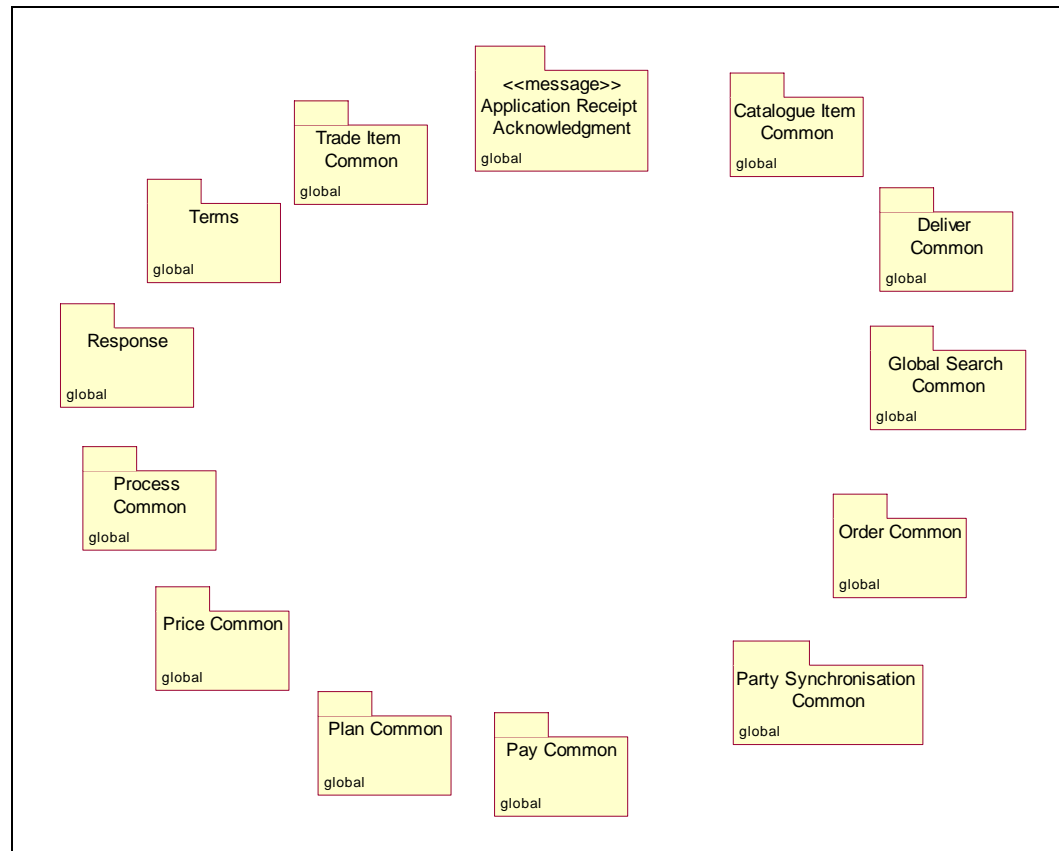 <<message>>
Application Receipt
Acknowledgment
global
Catalogue Item
Common
global
Trade Item
Common
global
Terms
global
Deliver
Common
global
Response
global
Global Search
Common
global
Process
Common
global
Order Common
global
Price Common
global
Party Synchronisation
Common
global
Plan Common
global
Pay Common
global